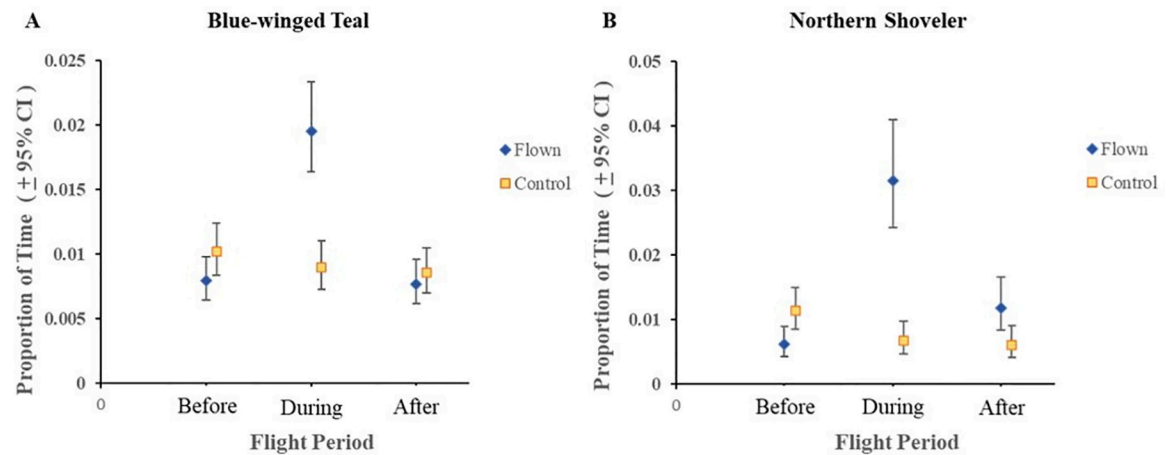 A
Blue-winged Teal
Proportion of Time (±95% CI)
0.025
0.02
0.015
0.01
0.005
0
0
Before
During
After
Flight Period
Flown
Control
B
Northern Shoveler
Proportion of Time (±95% CI)
0.05
0.04
0.03
0.02
0.01
0
0
Before
During
After
Flight Period
Flown
Control